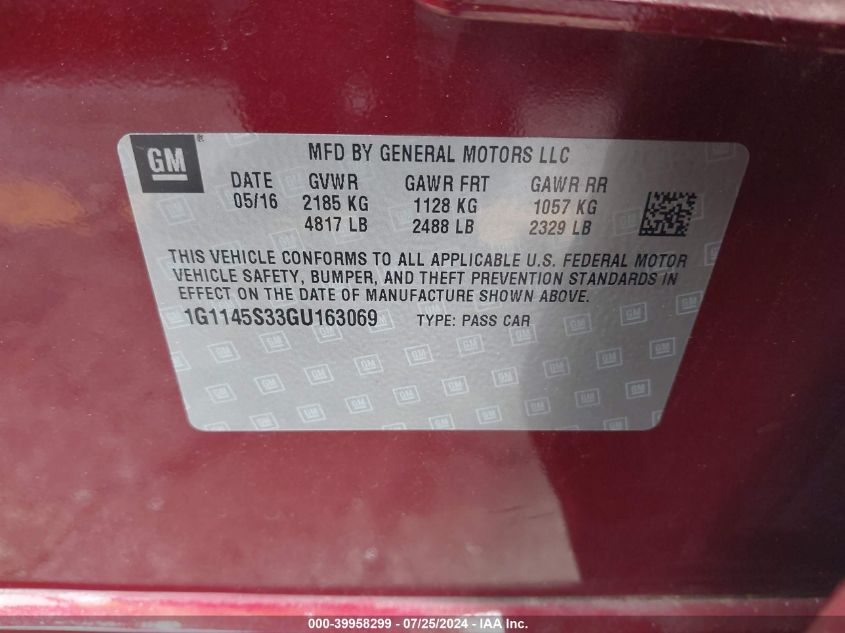 GM ®
MFD BY GENERAL MOTORS LLC
DATE GVWR GAWR FRT GAWR RR
05/16 2185 KG 1128 KG 1057 KG
4817 LB 2488 LB 2329 LB
THIS VEHICLE CONFORMS TO ALL APPLICABLE U.S. FEDERAL MOTOR
VEHICLE SAFETY, BUMPER, AND THEFT PREVENTION STANDARDS IN
EFFECT ON THE DATE OF MANUFACTURE SHOWN ABOVE.
1G1145S33GU163069 TYPE: PASS CAR
000-39958299 - 07/25/2024 - IAAI.com